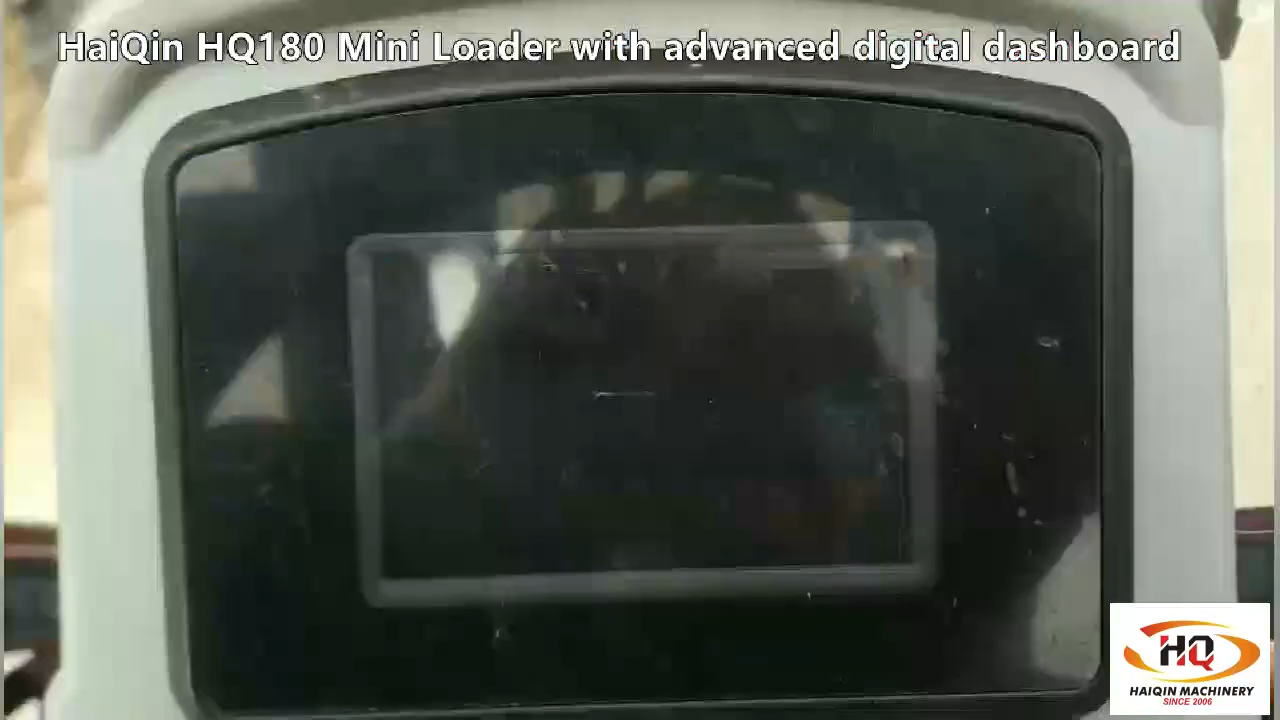 HaiQin HQ180 Mini Loader with advanced digital dashboard
HQ
HAIQIN MACHINERY
SINCE 2006